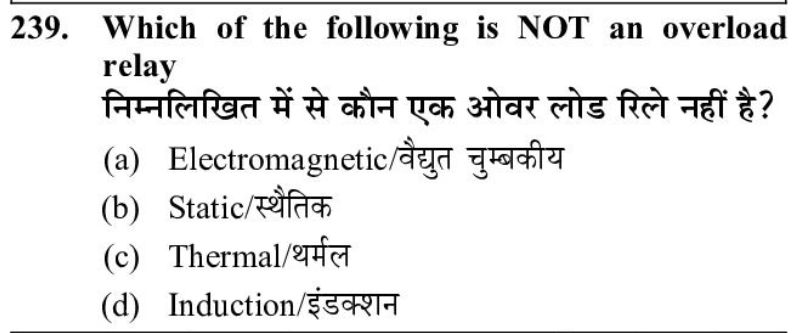 239. Which of the following is NOT an overload
relay
निम्नलिखित में से कौन एक ओवर लोड रिले नहीं है?
(a) Electromagnetic/वैद्युत चुम्बकीय
(b) Static/स्थैतिक
(c) Thermal/थर्मल
(d) Induction/इंडक्शन